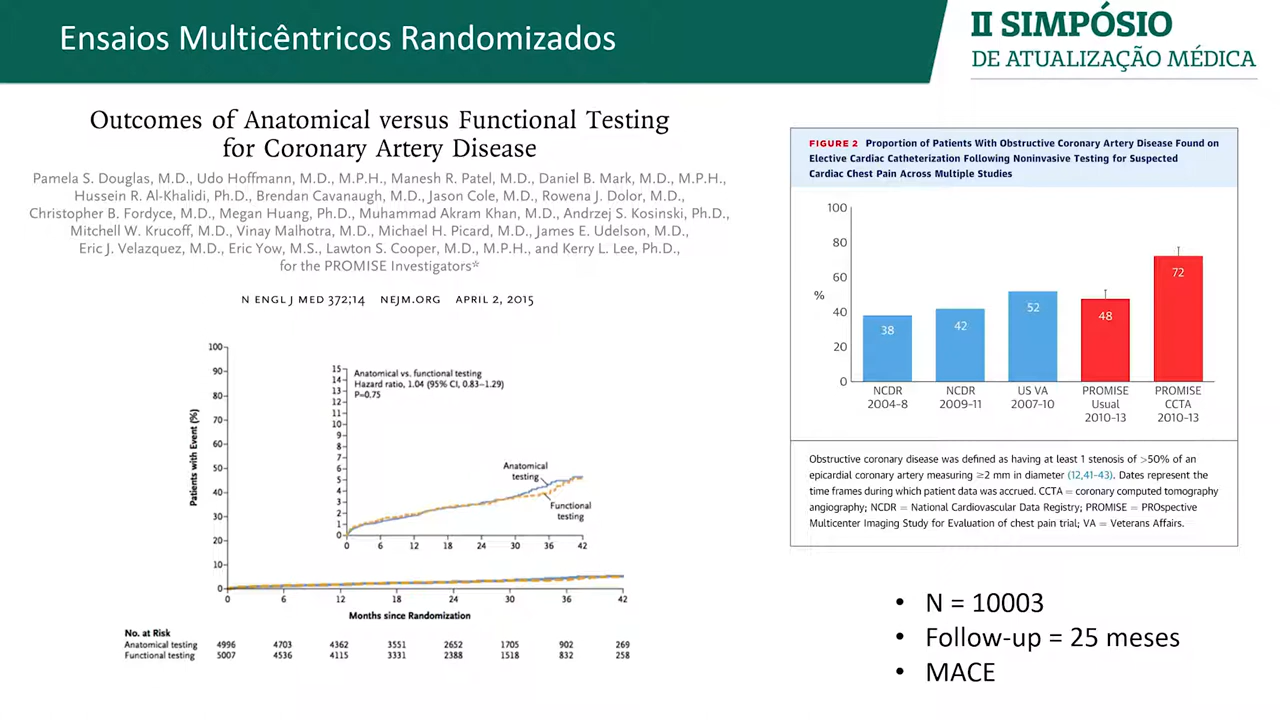 Ensaios Multicêntricos Randomizados
II SIMPÓSIO
DE ATUALIZAÇÃO MÉDICA
Outcomes of Anatomical versus Functional Testing
for Coronary Artery Disease
Pamela S. Douglas, M.D., Udo Hoffmann, M.D., M.P.H., Manesh R. Patel, M.D., Daniel B. Mark, M.D., M.P.H.,
Hussein R. Al-Khalidi, Ph.D., Brendan Cavanaugh, M.D., Jason Cole, M.D., Rowena J. Dolor, M.D.,
Christopher B. Fordyce, M.D., Megan Huang, Ph.D., Muhammad Akram Khan, M.D., Andrzej S. Kosinski, Ph.D.,
Mitchell W. Krucoff, M.D., Vinay Malhotra, M.D., Michael H. Picard, M.D., James E. Udelson, M.D.,
Eric J. Velazquez, M.D., Eric Yow, M.S., Lawton S. Cooper, M.D., M.P.H., and Kerry L. Lee, Ph.D.,
for the PROMISE Investigators*
N ENGL J MED 372;14 NEJM.ORG APRIL 2, 2015
Patients with Event (%)
100
90
80
70
60
50
40
30
20
10
0
15
14
13
12
11
10
9
8
7
6
5
4
3
2
1
0
Anatomical vs. functional testing
Hazard ratio, 1.04 (95% CI, 0.83–1.29)
P=0.75
Anatomical
testing
Functional
testing
0 6 12 18 24 30 36 42
0 6 12 18 24 30 36 42
Months since Randomization
No. at Risk
Anatomical testing 4996 4703 4362 3551 2652 1705 902 269
Functional testing 5007 4536 4115 3331 2388 1518 832 258
FIGURE 2 Proportion of Patients With Obstructive Coronary Artery Disease Found on
Elective Cardiac Catheterization Following Noninvasive Testing for Suspected
Cardiac Chest Pain Across Multiple Studies
%
100
80
60
40
20
0
38 42 52 48 72
NCDR NCDR US VA PROMISE PROMISE
2004-8 2009-11 2007-10 Usual CCTA
2010-13 2010-13
Obstructive coronary disease was defined as having at least 1 stenosis of >50% of an
epicardial coronary artery measuring ≥2 mm in diameter (12,41-43). Dates represent the
time frames during which patient data was accrued. CCTA = coronary computed tomography
angiography; NCDR = National Cardiovascular Data Registry; PROMISE = PROspective
Multicenter Imaging Study for Evaluation of chest pain trial; VA = Veterans Affairs.
• N = 10003
• Follow-up = 25 meses
• MACE